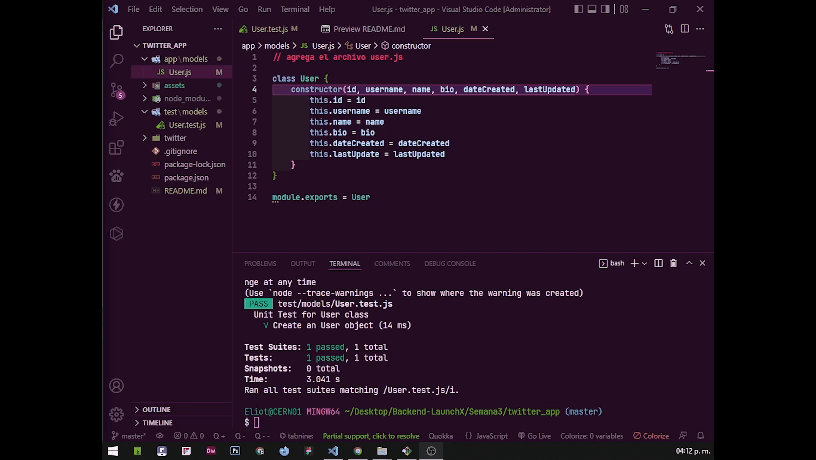 File Edit Selection View Go Run Terminal Help User.js - twitter_app - Visual Studio Code [Administrator]
EXPLORER
TWITTER_APP
app\models
User.js M
assets
node_modu...
test\models
User.test.js M
twitter
.gitignore
package-lock.json
package.json
README.md M
OUTLINE
TIMELINE
5
User.test.js M Preview README.md JS User.js M
app > models > JS User.js > User > constructor
1 // agrega el archivo user.js
2
3 class User {
4 constructor(id, username, name, bio, dateCreated, lastUpdated) {
5 this.id = id
6 this.username = username
7 this.name = name
8 this.bio = bio
9 this.dateCreated = dateCreated
10 this.lastUpdate = lastUpdated
11 }
12 }
13
14 module.exports = User
PROBLEMS OUTPUT TERMINAL COMMENTS DEBUG CONSOLE bash
nge at any time
(Use `node --trace-warnings ...` to show where the warning was created)
PASS test/models/User.test.js
Unit Test for User class
√ Create an User object (14 ms)
Test Suites: 1 passed, 1 total
Tests: 1 passed, 1 total
Snapshots: 0 total
Time: 3.041 s
Ran all test suites matching /User.test.js/i.
Eliot@CERN01 MINGW64 ~/Desktop/Backend-LaunchX/Semana3/twitter_app (master)
$
master* 0 0 Q + Q - Q - - tabnine Partial support, click to resolve Quokka {} JavaScript Go Live Colorize: 0 variables Colorize
04:12 p. m.